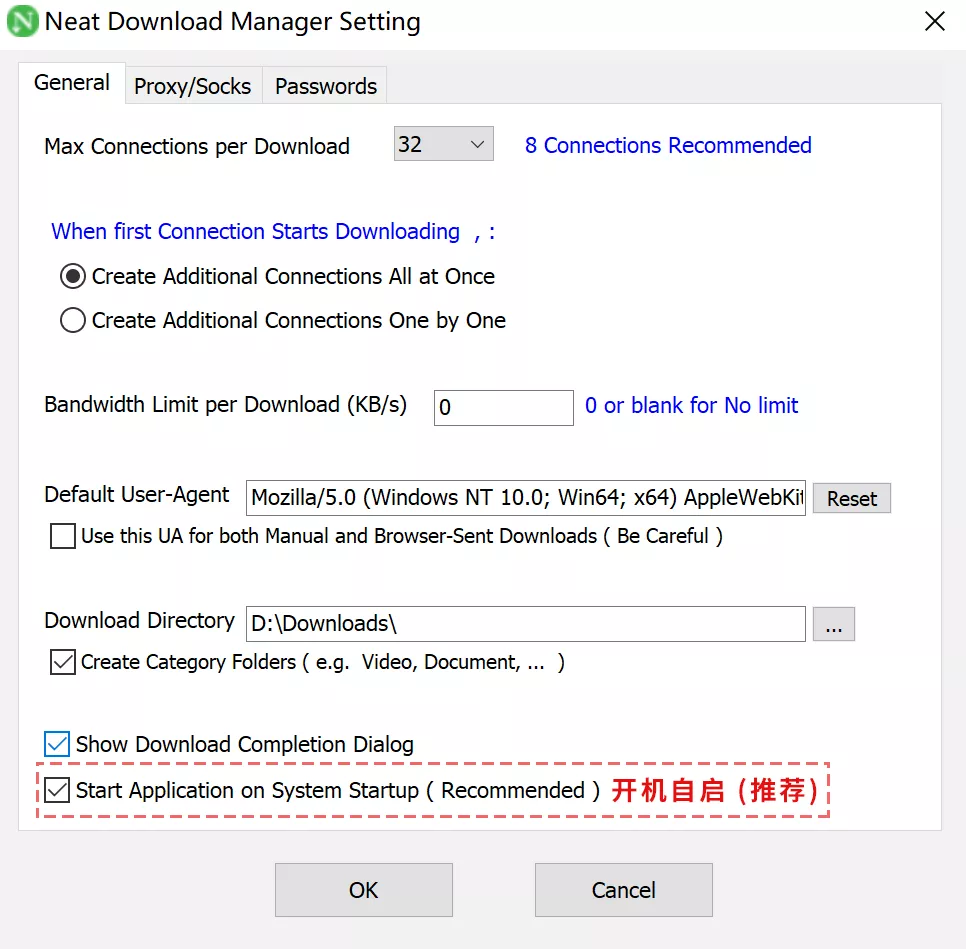 Neat Download Manager Setting
General
Proxy/Socks
Passwords
Max Connections per Download
32
8 Connections Recommended
When first Connection Starts Downloading , :
Create Additional Connections All at Once
Create Additional Connections One by One
Bandwidth Limit per Download (KB/s)
0
0 or blank for No limit
Default User-Agent
Mozilla/5.0 (Windows NT 10.0; Win64; x64) AppleWebKit
Reset
Use this UA for both Manual and Browser-Sent Downloads ( Be Careful )
Download Directory
D:\Downloads\
...
Create Category Folders ( e.g. Video, Document, ... )
Show Download Completion Dialog
Start Application on System Startup ( Recommended ) 开机自启 (推荐)
OK
Cancel